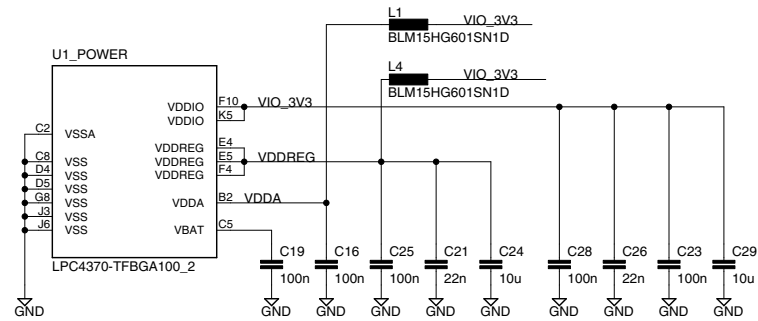 L1
VIO_3V3
BLM15HG601SN1D
U1_POWER
L4
VIO_3V3
BLM15HG601SN1D
VDDIO F10 VIO_3V3
VDDIO K5
C2 VSSA
VDDREG E4
C8 VSS VDDREG E5 VDDREG
D4 VSS VDDREG F4
D5 VSS
G8 VSS VDDA B2 VDDA
J3 VSS
J6 VSS VBAT C5
C19 C16 C25 C21 C24 C28 C26 C23 C29
LPC4370-TFBGA100_2
100n 100n 100n 22n 10u 100n 22n 100n 10u
GND GND GND GND GND GND GND GND GND GND